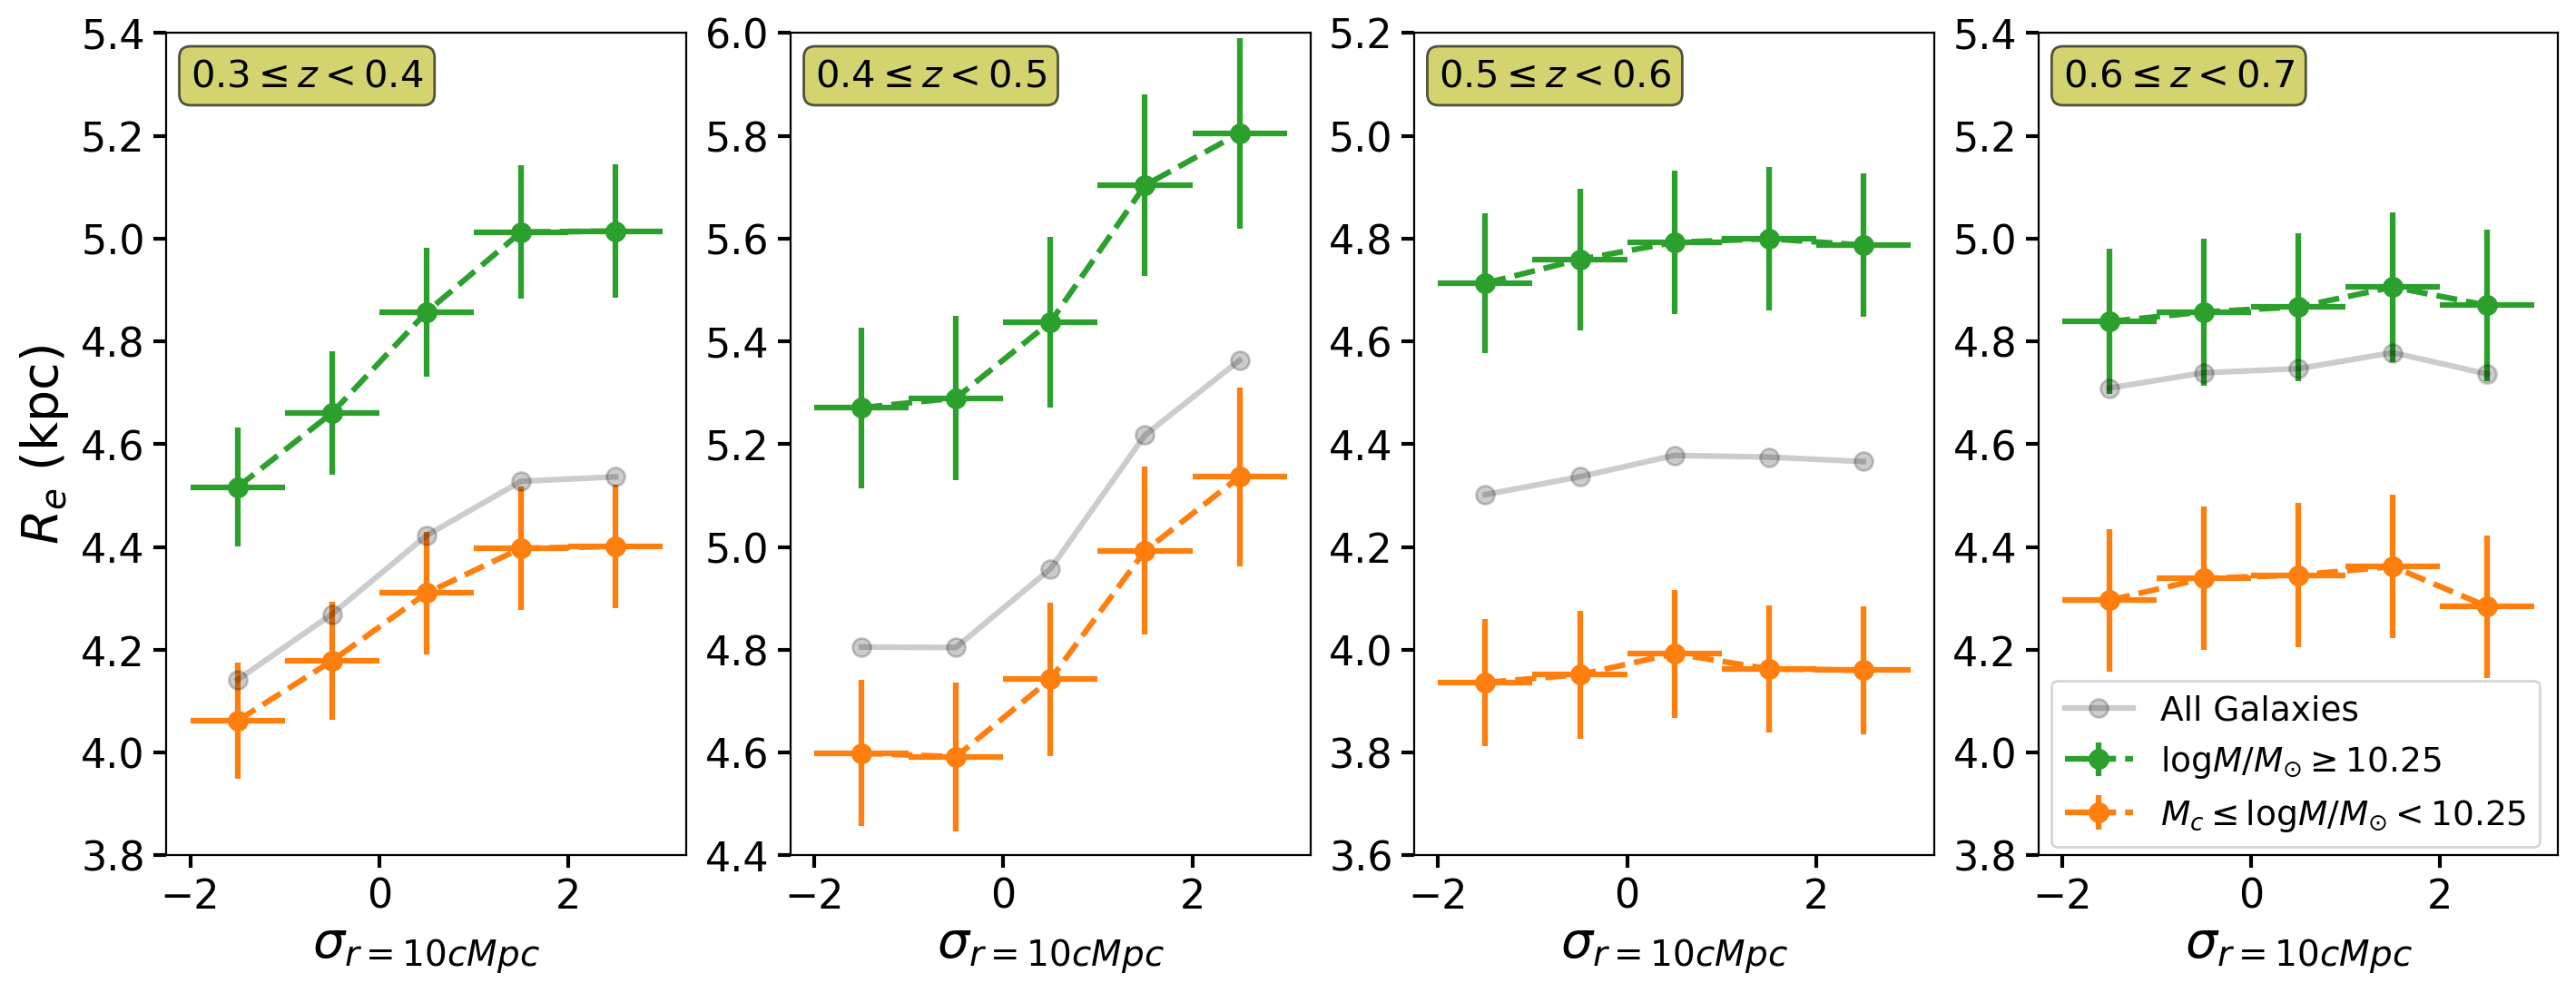 R_e (kpc)
5.4
5.2
5.0
4.8
4.6
4.4
4.2
4.0
3.8
0.3 ≤ z < 0.4
−2 0 2
σ_{r = 10cMpc}
6.0
5.8
5.6
5.4
5.2
5.0
4.8
4.6
4.4
0.4 ≤ z < 0.5
−2 0 2
σ_{r = 10cMpc}
5.2
5.0
4.8
4.6
4.4
4.2
4.0
3.8
3.6
0.5 ≤ z < 0.6
−2 0 2
σ_{r = 10cMpc}
5.4
5.2
5.0
4.8
4.6
4.4
4.2
4.0
3.8
0.6 ≤ z < 0.7
All Galaxies
logM/M_⊙ ≥ 10.25
M_c ≤ logM/M_⊙ < 10.25
−2 0 2
σ_{r = 10cMpc}